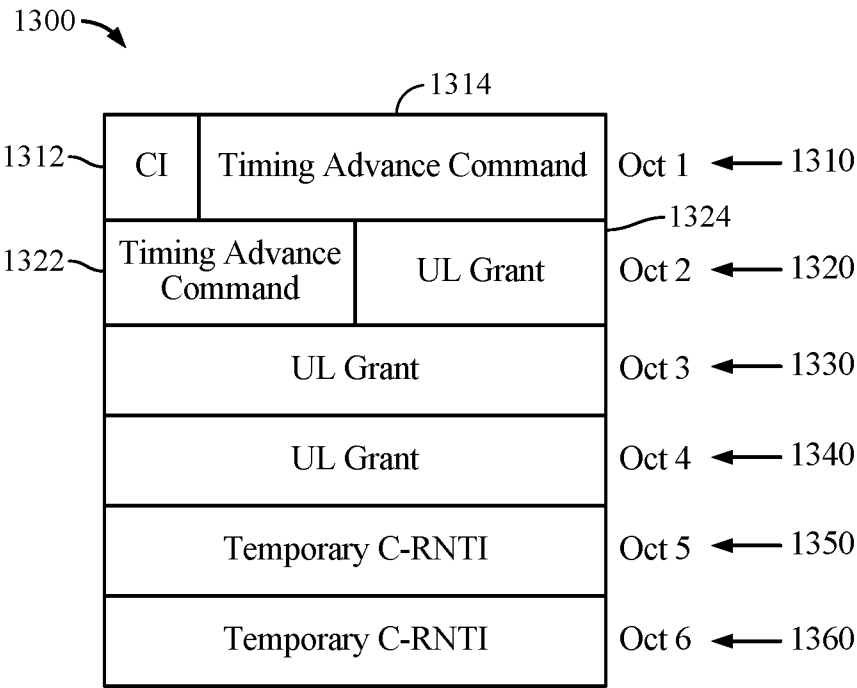 1300
1314
1312 CI Timing Advance Command Oct 1 1310
1324
1322 Timing Advance
Command UL Grant Oct 2 1320
UL Grant Oct 3 1330
UL Grant Oct 4 1340
Temporary C-RNTI Oct 5 1350
Temporary C-RNTI Oct 6 1360